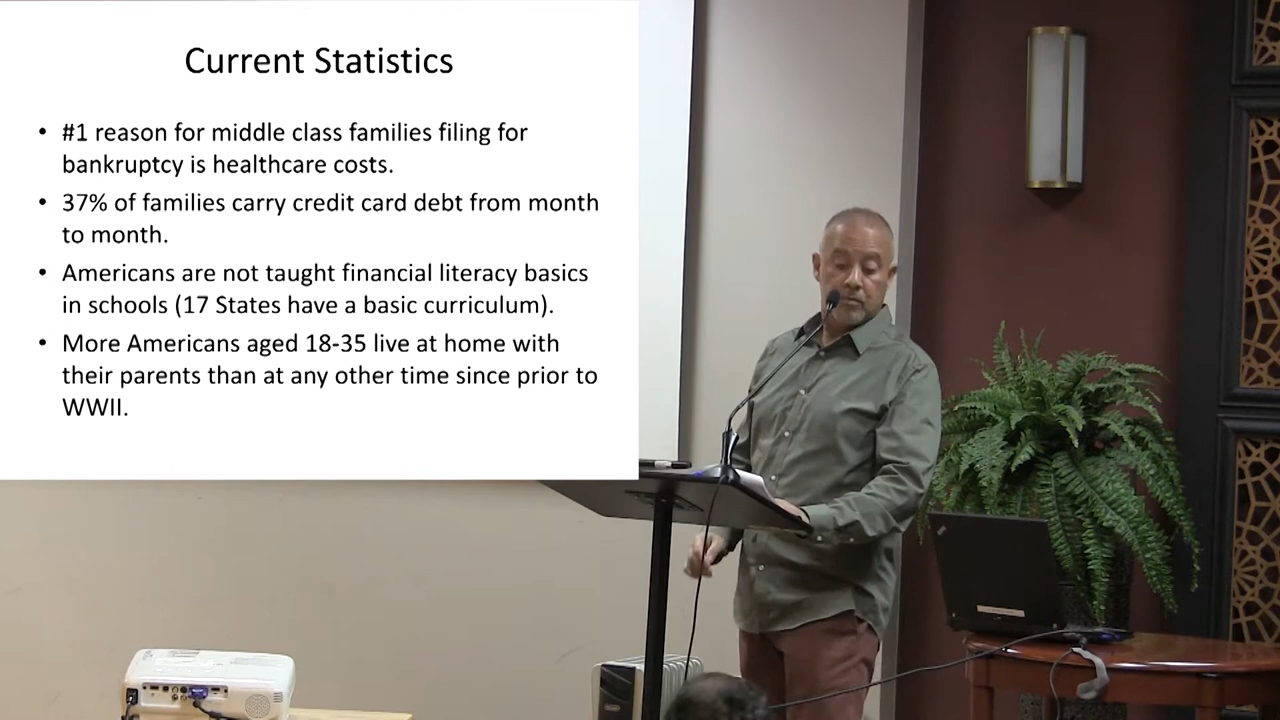 Current Statistics
• #1 reason for middle class families filing for
bankruptcy is healthcare costs.
• 37% of families carry credit card debt from month
to month.
• Americans are not taught financial literacy basics
in schools (17 States have a basic curriculum).
• More Americans aged 18-35 live at home with
their parents than at any other time since prior to
WWII.